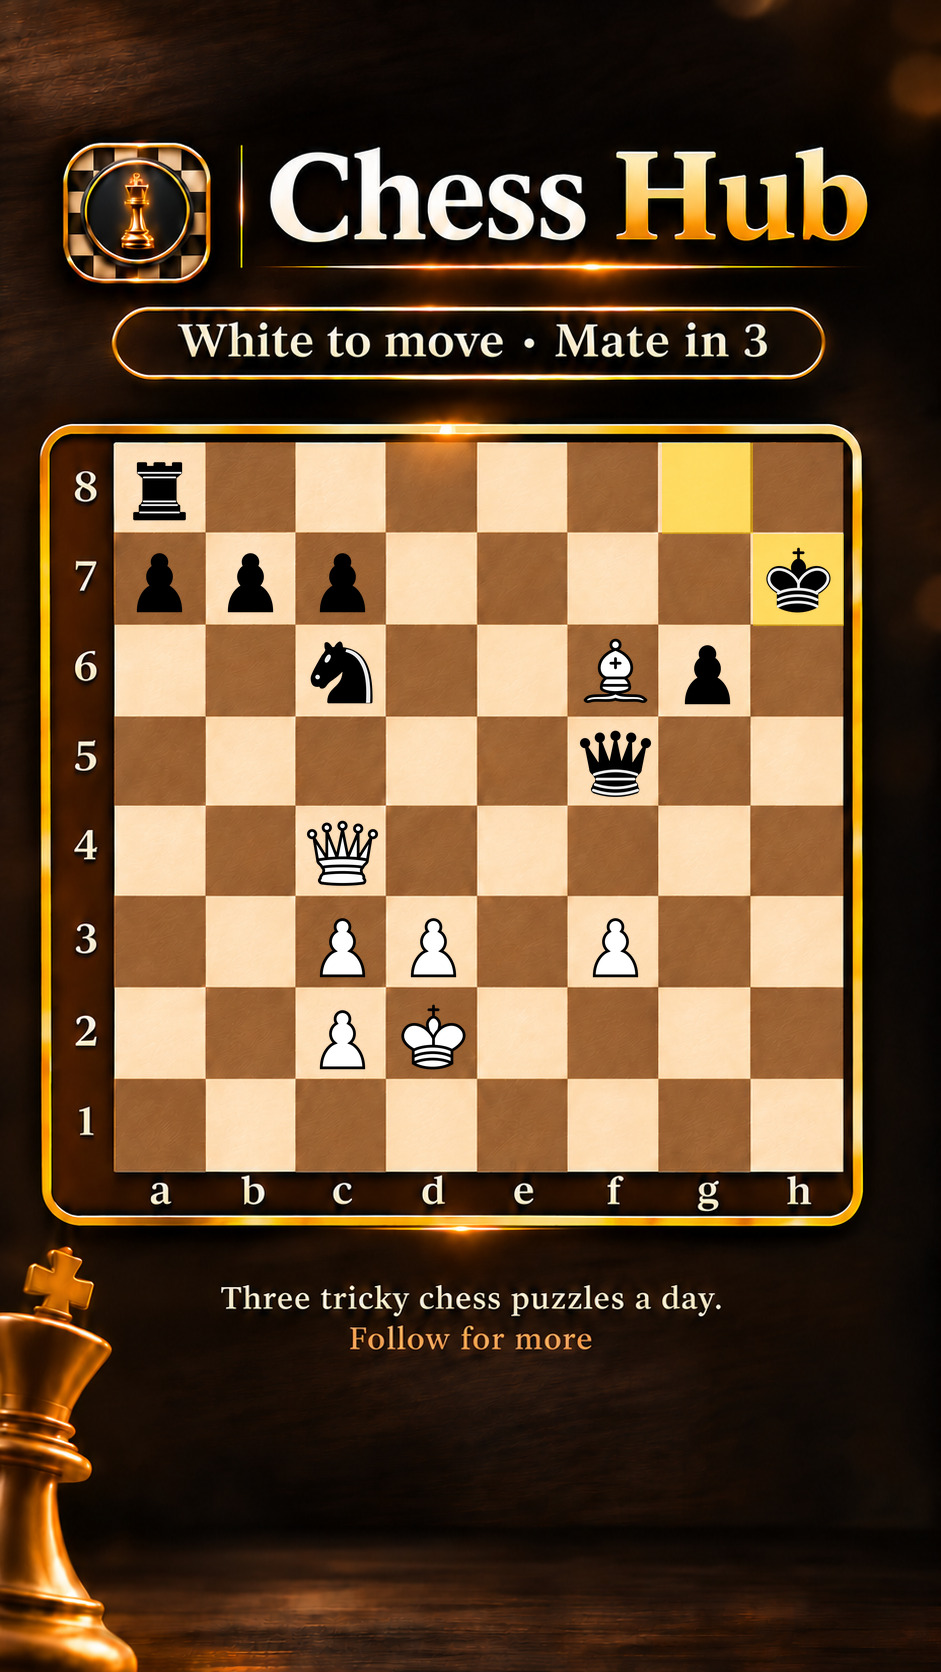 Chess Hub
White to move • Mate in 3
8
7
6
5
4
3
2
1
a b c d e f g h
Three tricky chess puzzles a day.
Follow for more